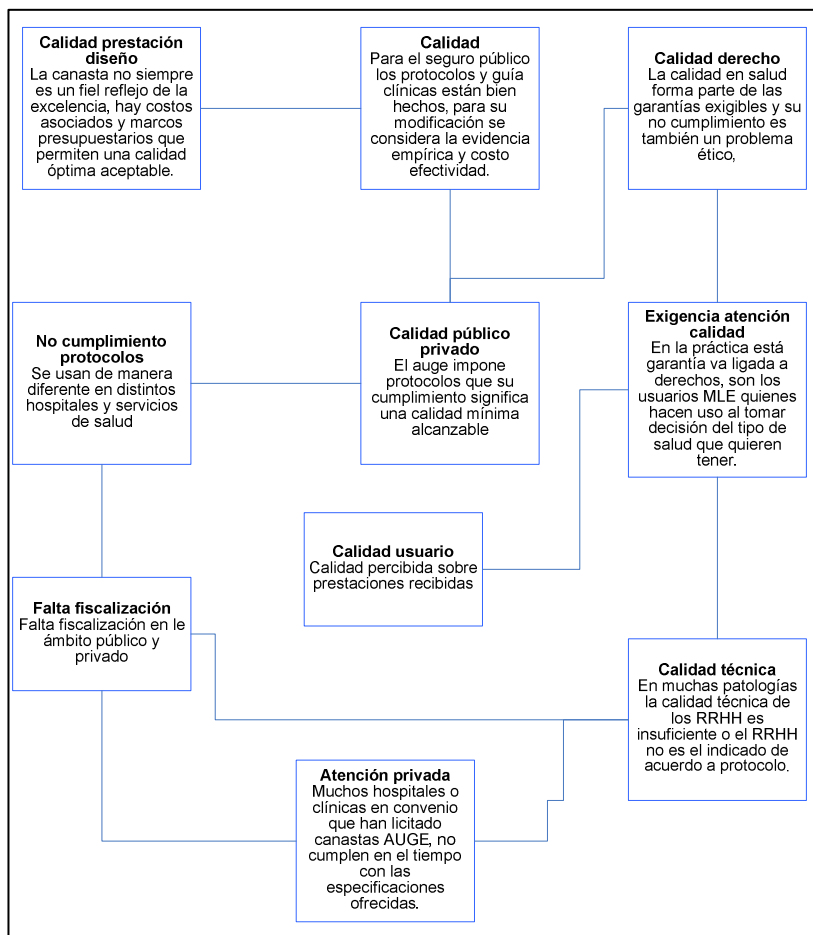 Calidad prestación
diseño
La canasta no siempre
es un fiel reflejo de la
excelencia, hay costos
asociados y marcos
presupuestarios que
permiten una calidad
óptima aceptable.
Calidad
Para el seguro público
los protocolos y guía
clínicas están bien
hechos, para su
modificación se
considera la evidencia
empírica y costo
efectividad.
Calidad derecho
La calidad en salud
forma parte de las
garantías exigibles y su
no cumplimiento es
también un problema
ético,
No cumplimiento
protocolos
Se usan de manera
diferente en distintos
hospitales y servicios
de salud
Calidad público
privado
El auge impone
protocolos que su
cumplimiento significa
una calidad mínima
alcanzable
Exigencia atención
calidad
En la práctica está
garantía va ligada a
derechos, son los
usuarios MLE quienes
hacen uso al tomar
decisión del tipo de
salud que quieren
tener.
Calidad usuario
Calidad percibida sobre
prestaciones recibidas
Falta fiscalización
Falta fiscalización en le
ámbito público y
privado
Calidad técnica
En muchas patologías
la calidad técnica de
los RRHH es
insuficiente o el RRHH
no es el indicado de
acuerdo a protocolo.
Atención privada
Muchos hospitales o
clínicas en convenio
que han licitado
canastas AUGE, no
cumplen en el tiempo
con las
especificaciones
ofrecidas.